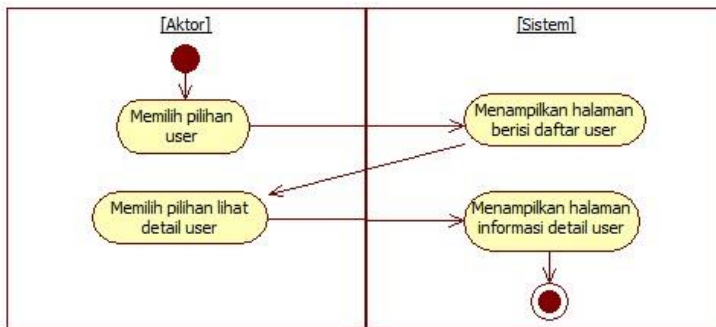 [Aktor]
[Sistem]
Memilih pilihan
user
Menampilkan halaman
berisi daftar user
Memilih pilihan lihat
detail user
Menampilkan halaman
informasi detail user